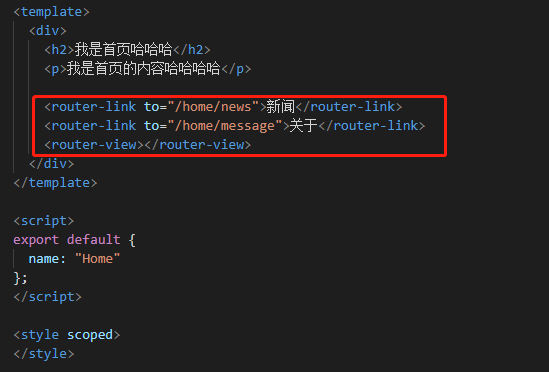 <template>
<div>
<h2>我是首页哈哈哈</h2>
<p>我是首页的内容哈哈哈哈</p>
<router-link to="/home/news">新闻</router-link>
<router-link to="/home/message">关于</router-link>
<router-view></router-view>
</div>
</template>
<script>
export default {
name: "Home"
};
</script>
<style scoped>
</style>